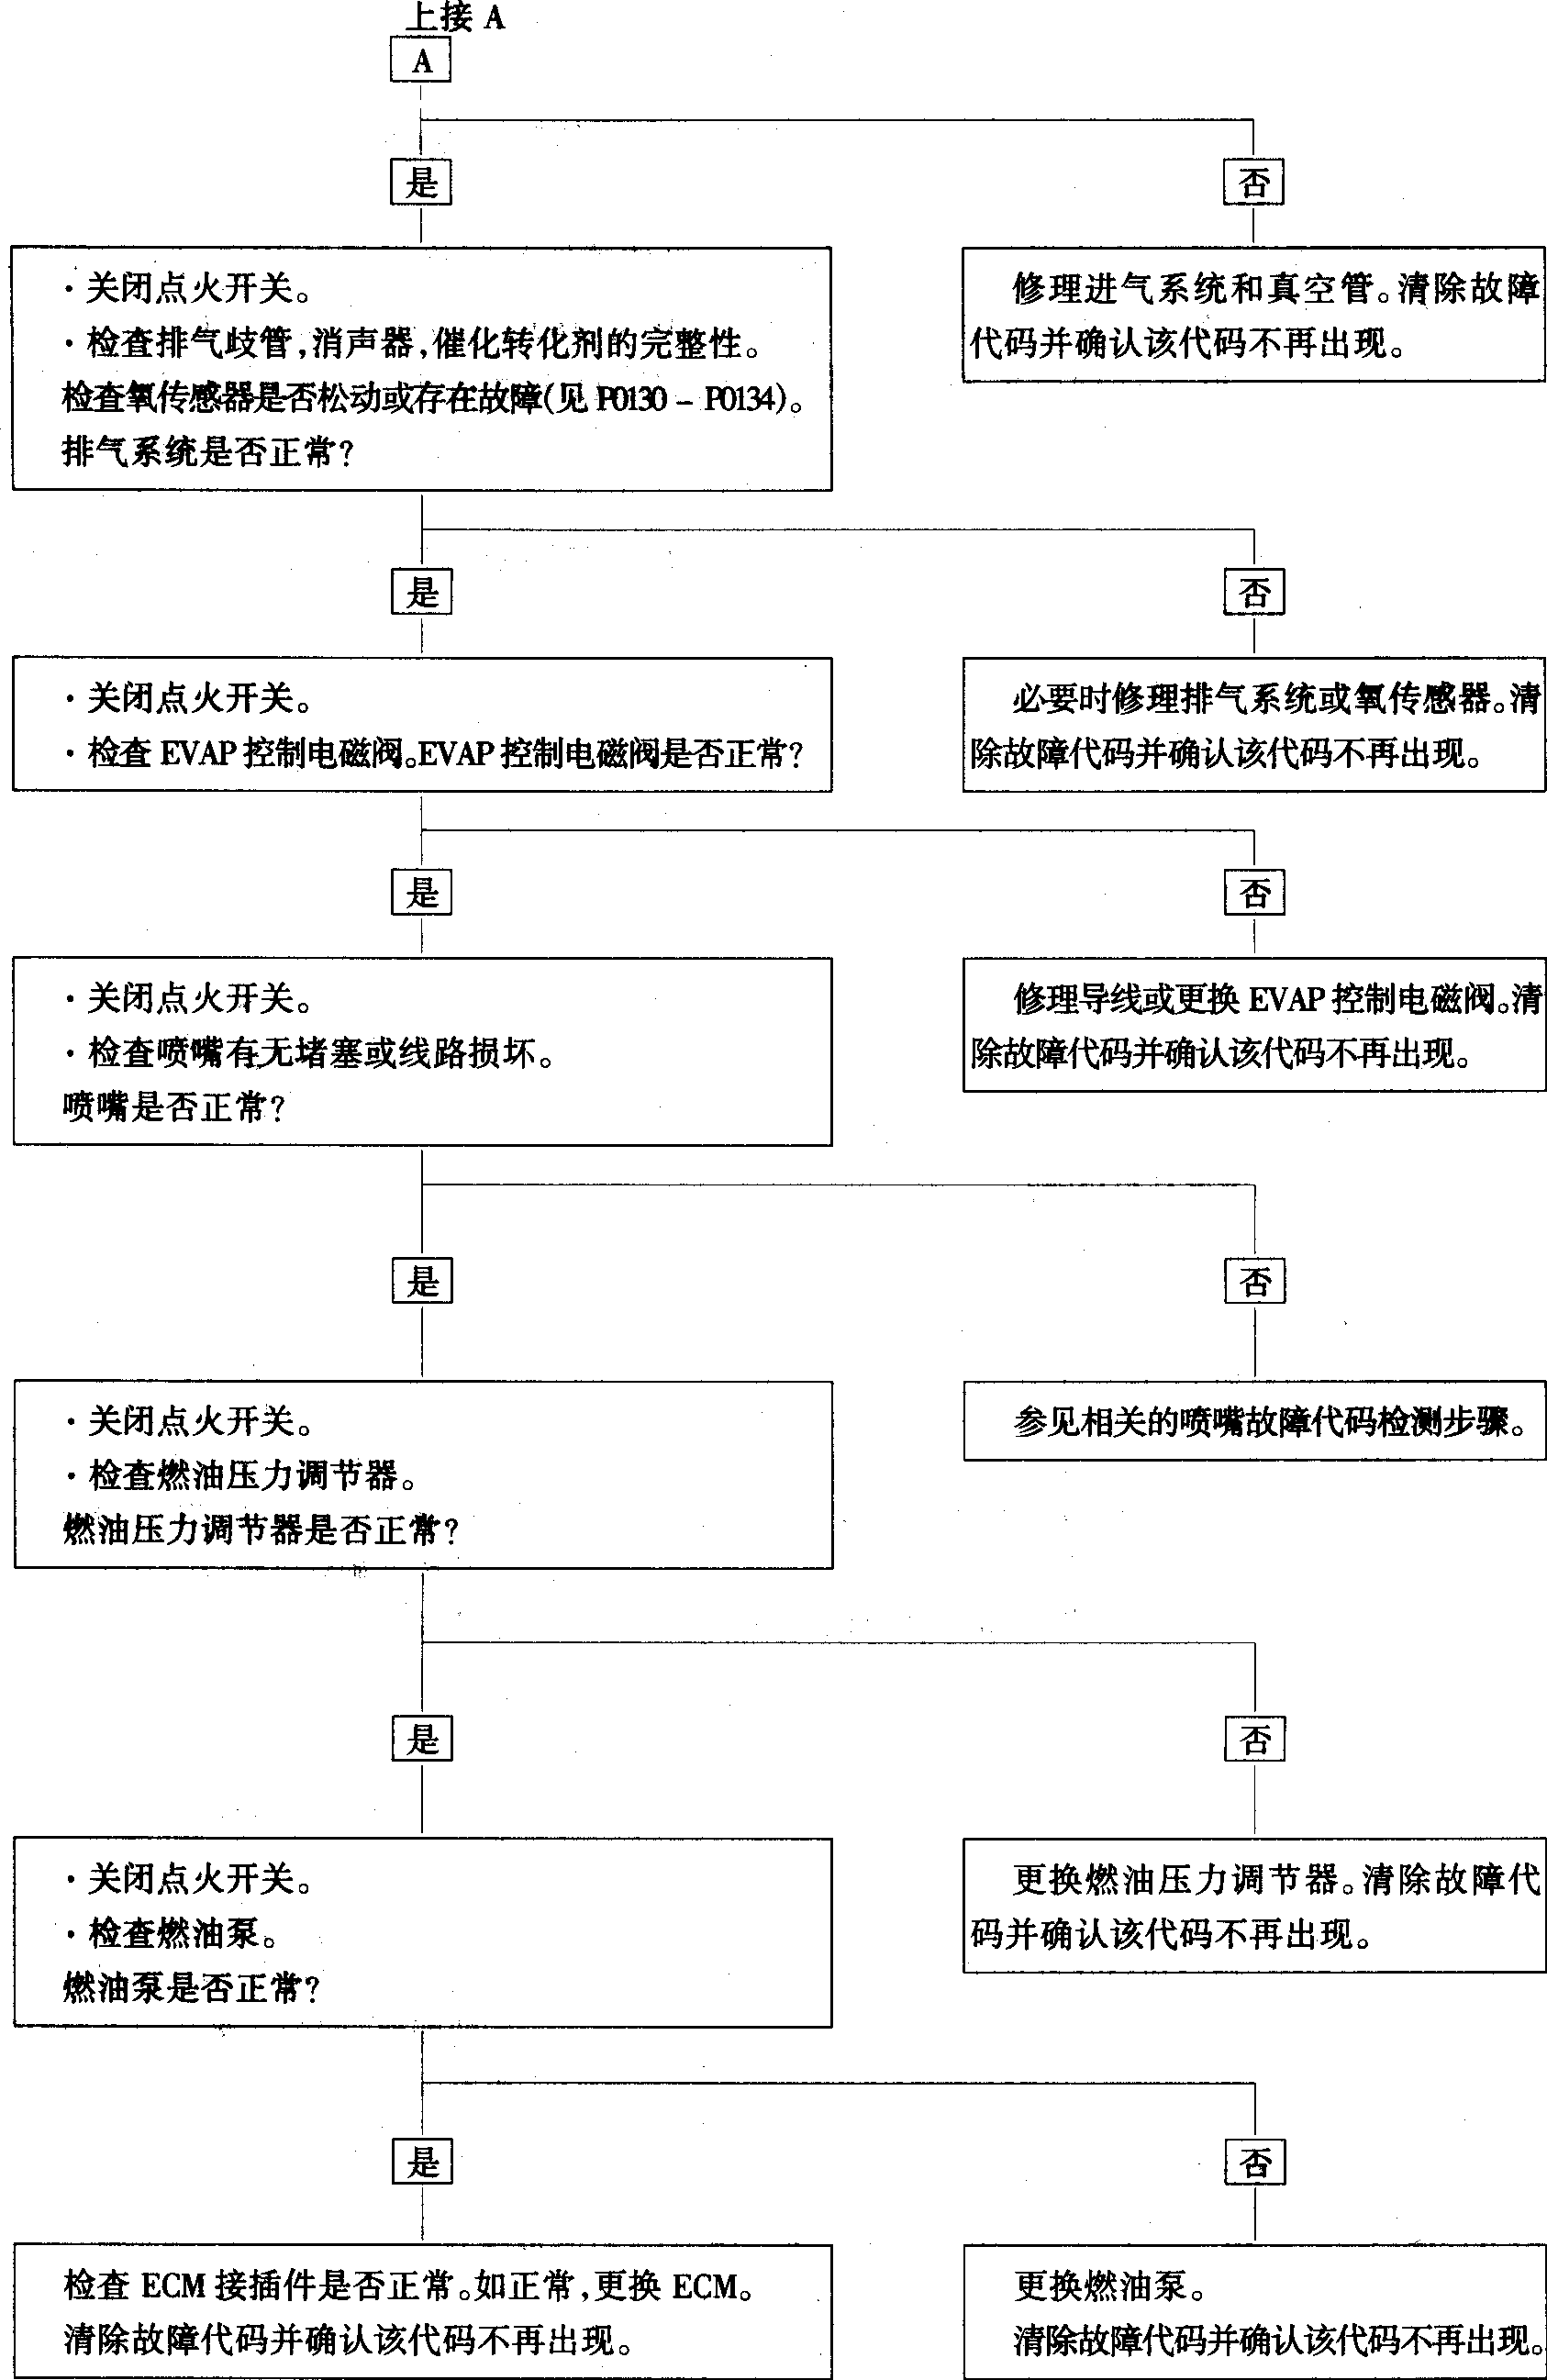 上接 A
A
是
否
·关闭点火开关。
·检查排气歧管,消声器,催化转化剂的完整性。
检查氧传感器是否松动或存在故障(见 P0130 – P0134)。
排气系统是否正常?
修理进气系统和真空管。清除故障
代码并确认该代码不再出现。
是
否
·关闭点火开关。
·检查 EVAP 控制电磁阀。EVAP 控制电磁阀是否正常?
必要时修理排气系统或氧传感器。清
除故障代码并确认该代码不再出现。
是
否
·关闭点火开关。
·检查喷嘴有无堵塞或线路损坏。
喷嘴是否正常?
修理导线或更换 EVAP 控制电磁阀。清
除故障代码并确认该代码不再出现。
是
否
·关闭点火开关。
·检查燃油压力调节器。
燃油压力调节器是否正常?
参见相关的喷嘴故障代码检测步骤。
是
否
·关闭点火开关。
·检查燃油泵。
燃油泵是否正常?
更换燃油压力调节器。清除故障代
码并确认该代码不再出现。
是
否
检查 ECM 接插件是否正常。如正常,更换 ECM。
清除故障代码并确认该代码不再出现。
更换燃油泵。
清除故障代码并确认该代码不再出现。